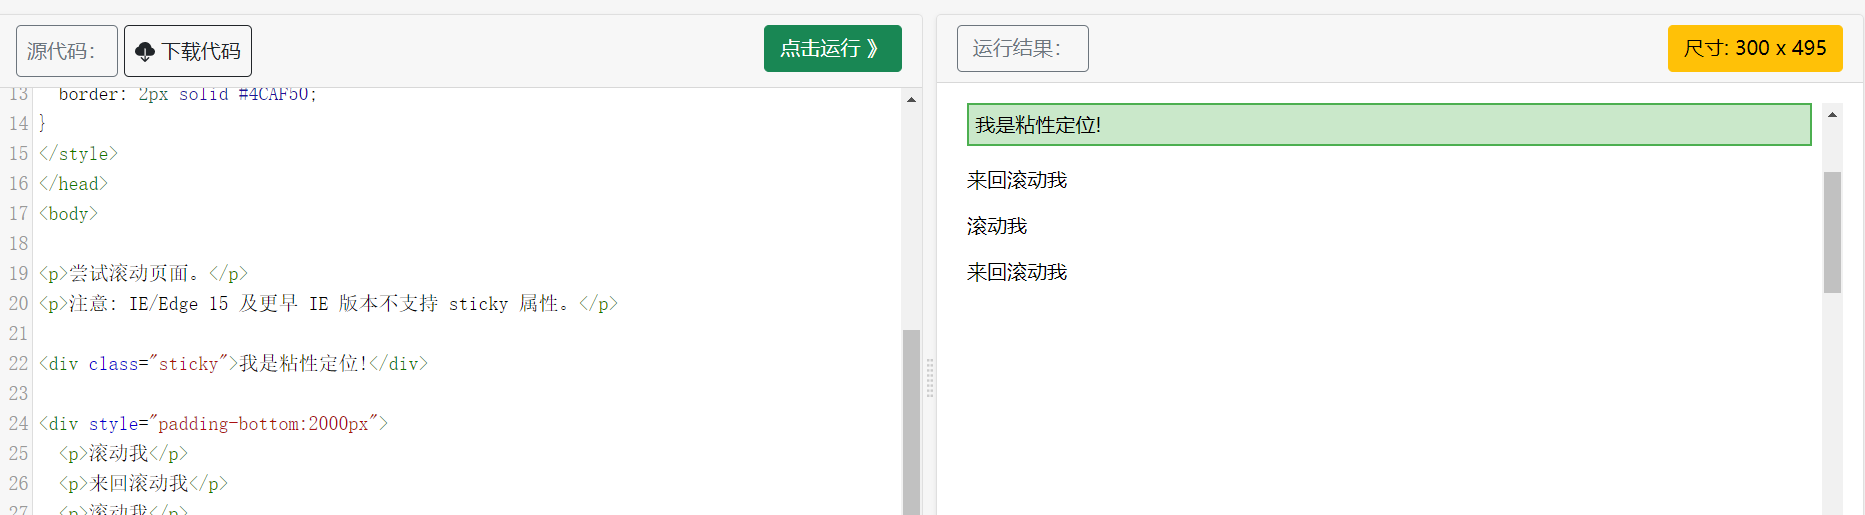 源代码：
下载代码
点击运行 》
13   border: 2px solid #4CAF50;
14 }
15 </style>
16 </head>
17 <body>
18
19 <p>尝试滚动页面。</p>
20 <p>注意: IE/Edge 15 及更早 IE 版本不支持 sticky 属性。</p>
21
22 <div class="sticky">我是粘性定位!</div>
23
24 <div style="padding-bottom:2000px">
25   <p>滚动我</p>
26   <p>来回滚动我</p>
27   <p>滚动我</p>
运行结果：
尺寸: 300 x 495
我是粘性定位!
来回滚动我
滚动我
来回滚动我